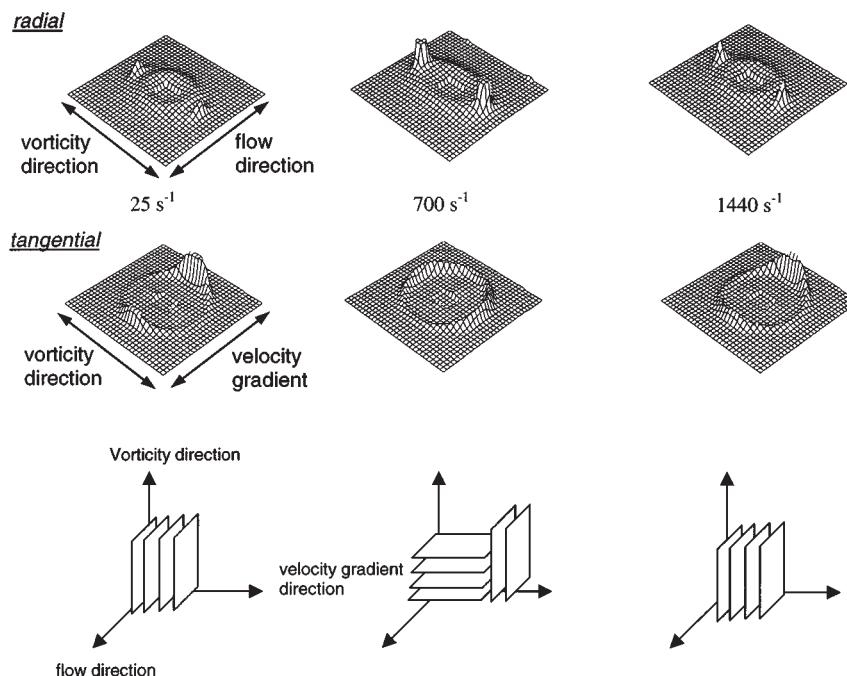 radial
vorticity
direction
flow
direction
25 s⁻¹
700 s⁻¹
1440 s⁻¹
tangential
vorticity
direction
velocity
gradient
Vorticity direction
velocity gradient
direction
flow direction